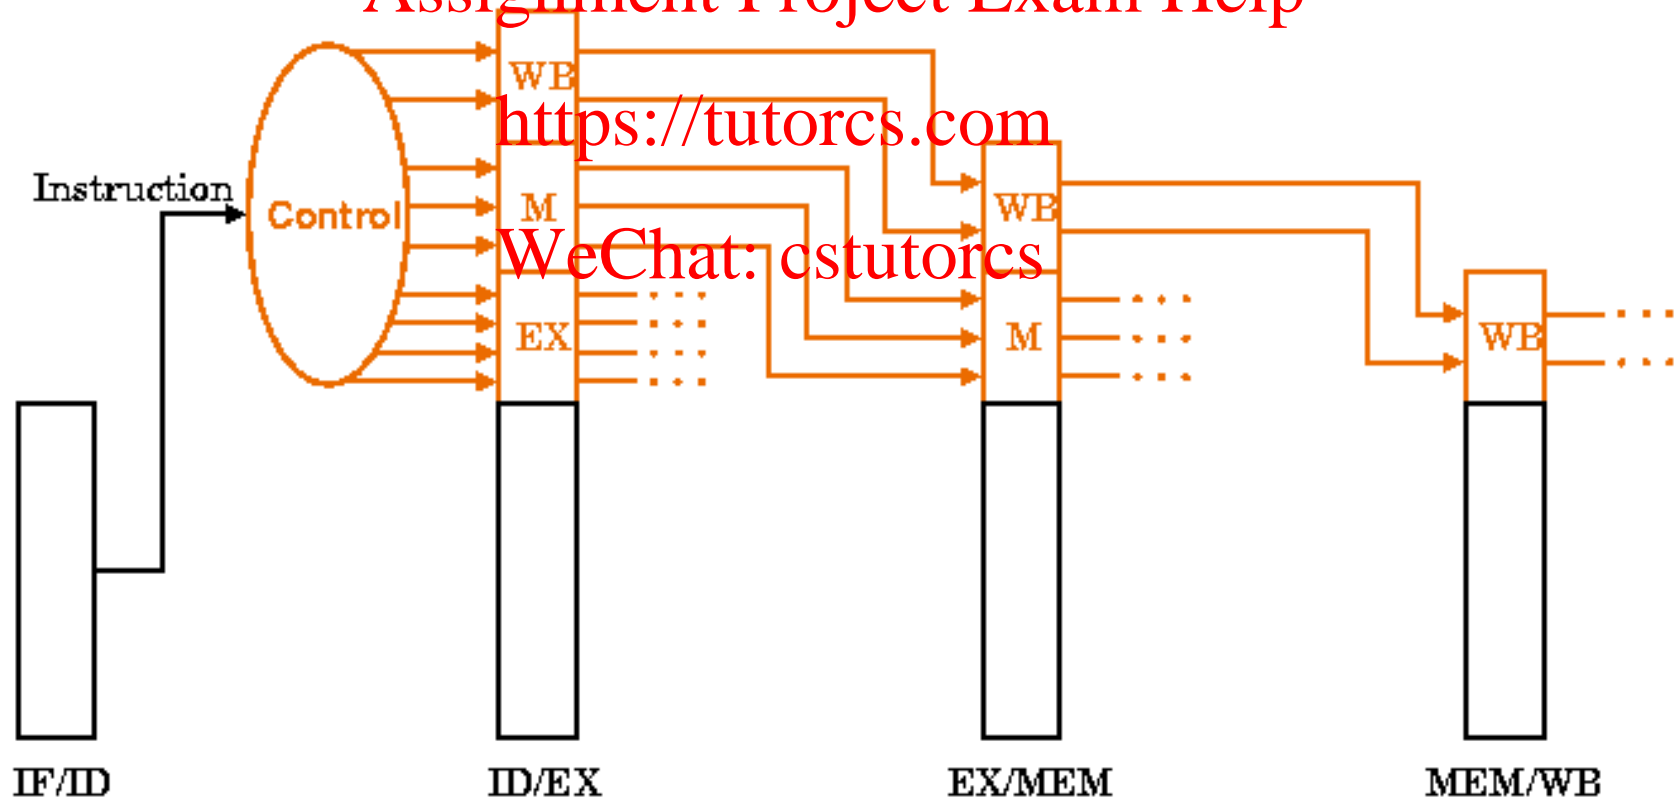 Assignment Project Exam Help
WB
https://tutorcs.com
Instruction
Control
M
WB
WeChat: cstutorcs
EX
M
WB
IF/ID
ID/EX
EX/MEM
MEM/WB